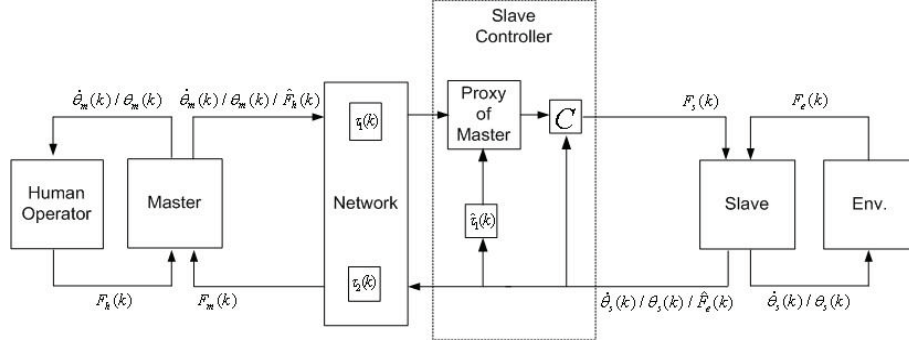 Slave
Controller
θ̇ₘ(k) / θₘ(k)
θ̇ₘ(k) / θₘ(k) / F̂ₕ(k)
τ₁(k)
Proxy
of
Master
C
Fₛ(k)
Fₑ(k)
Human
Operator
Master
Network
τ̂₁(k)
Slave
Env.
τ₂(k)
Fₕ(k)
Fₘ(k)
θ̇ₛ(k) / θₛ(k) / F̂ₑ(k)
θ̇ₛ(k) / θₛ(k)